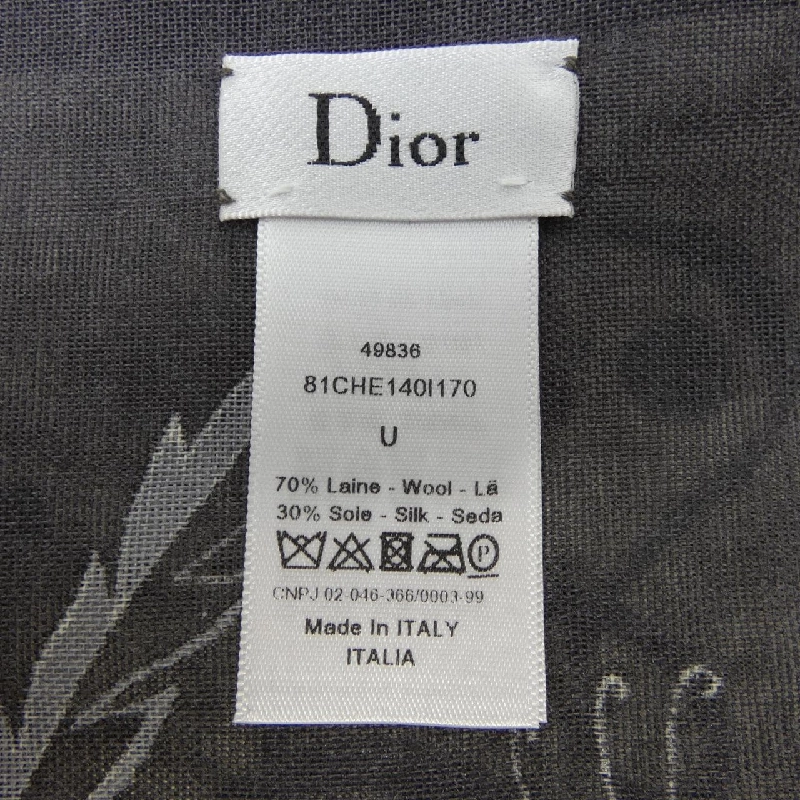 Dior
49836
81CHE140I170
U
70% Laine - Wool - Lã
30% Soie - Silk - Seda
P
CNPJ 02-046-366/0003-99
Made In ITALY
ITALIA